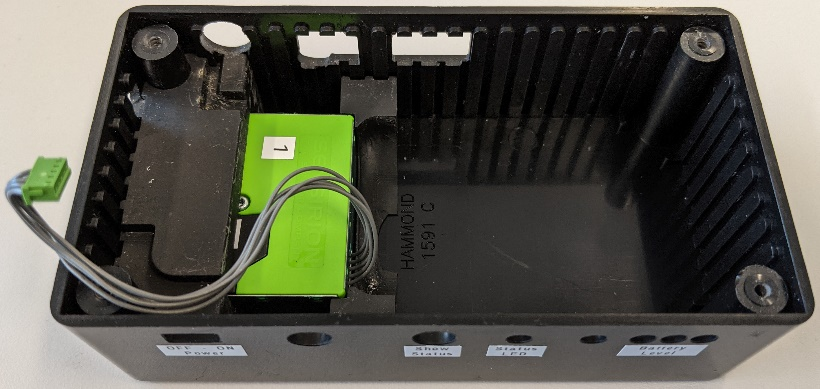 1
HAMMOND
1591 C
OFF - ON
Power
Show
Status
Status
LED
Battery
Level